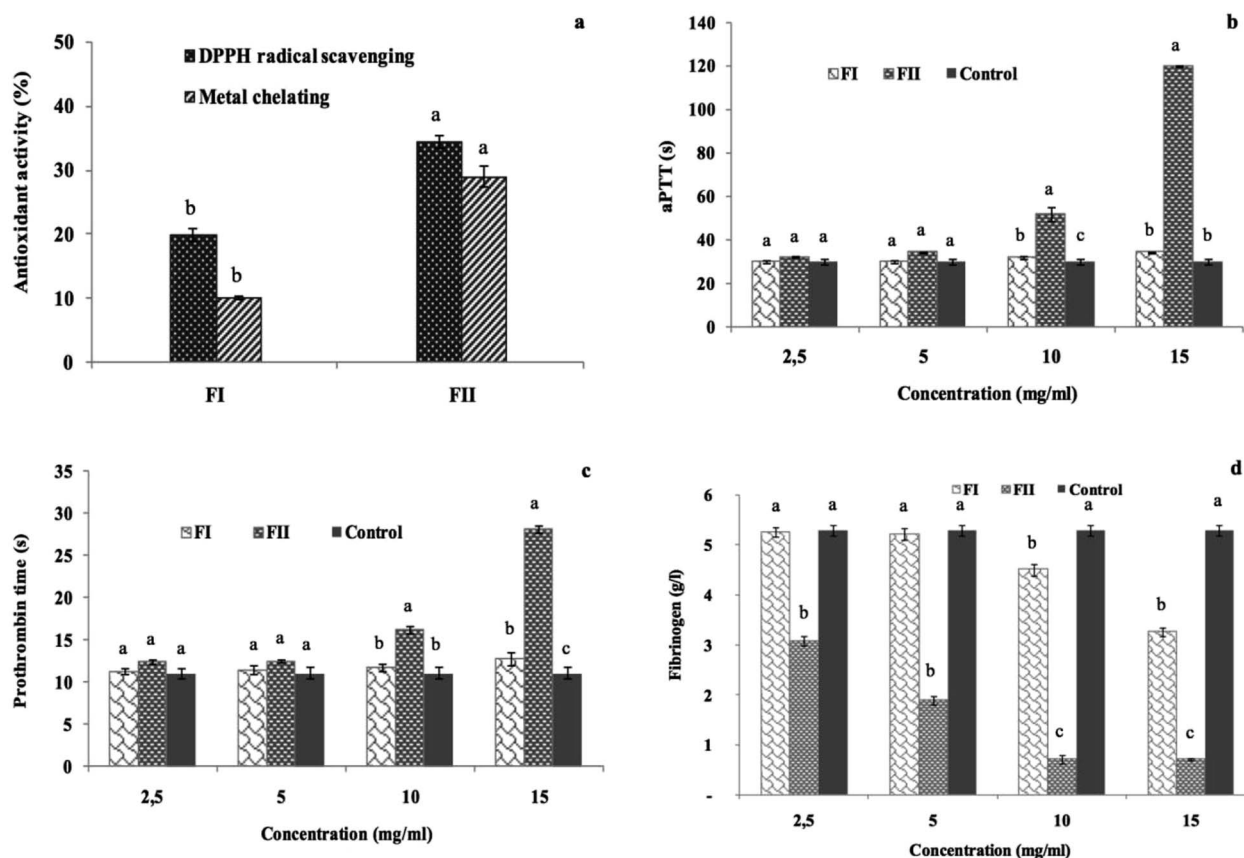 a
50
40
30
20
10
0
Antioxidant activity (%)
DPPH radical scavenging
Metal chelating
b
b
a
a
FI
FII
b
140
120
100
80
60
40
20
0
aPTT (s)
FI FII Control
a a a
a a a
b a c
b a b
2,5 5 10 15
Concentration (mg/ml)
c
35
30
25
20
15
10
5
0
Prothrombin time (s)
FI FII Control
a a a
a a a
b a b
b a c
2,5 5 10 15
Concentration (mg/ml)
d
6
5
4
3
2
1
-
Fibrinogen (g/l)
FI FII Control
a b a
a b a
b c a
b c a
2,5 5 10 15
Concentration (mg/ml)